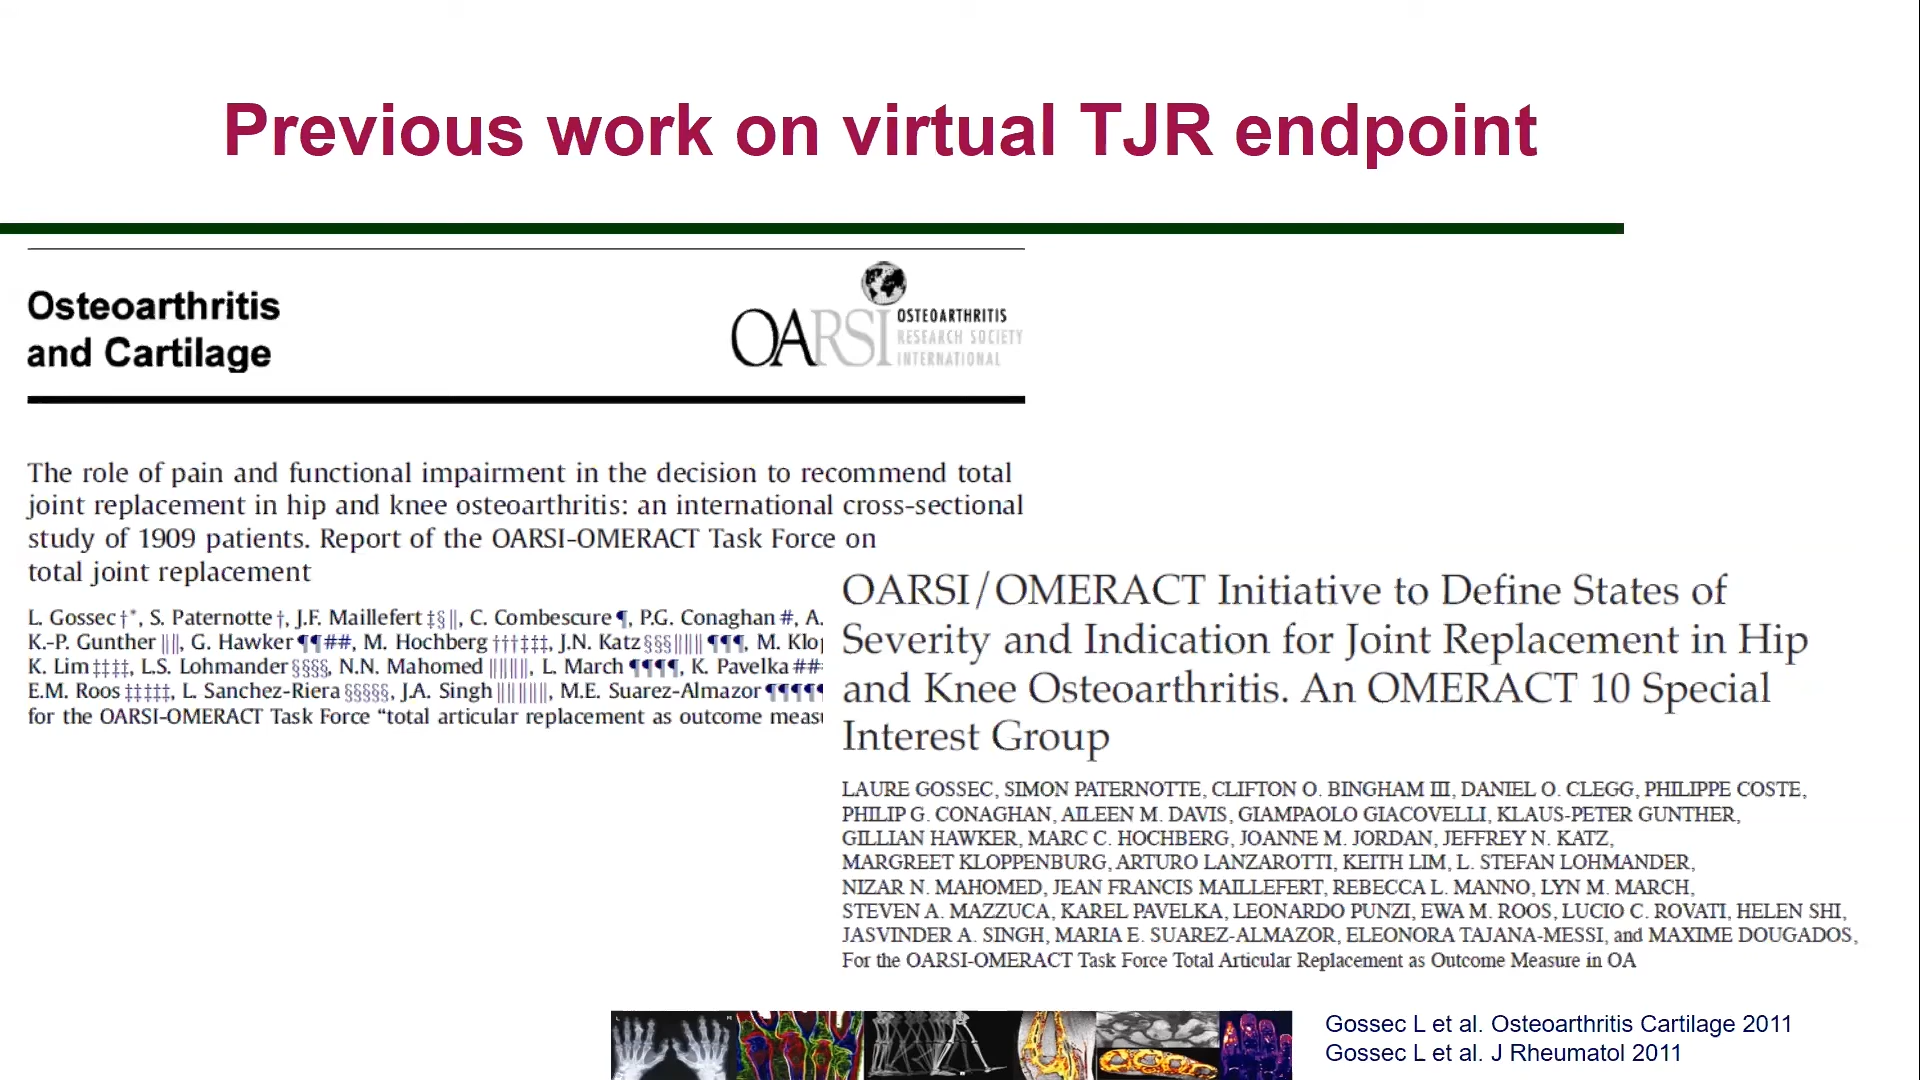 Previous work on virtual TJR endpoint
Osteoarthritis
and Cartilage
OARSI OSTEOARTHRITIS
RESEARCH SOCIETY
INTERNATIONAL
The role of pain and functional impairment in the decision to recommend total
joint replacement in hip and knee osteoarthritis: an international cross-sectional
study of 1909 patients. Report of the OARSI-OMERACT Task Force on
total joint replacement
L. Gossec †*, S. Paternotte †, J.F. Maillefert ‡§||, C. Combescure ¶, P.G. Conaghan #, A.
K.-P. Gunther ||||, G. Hawker ¶¶##, M. Hochberg †††‡‡‡, J.N. Katz §§§||||||¶¶¶, M. Klo
K. Lim ‡‡‡‡, L.S. Lohmander §§§§, N.N. Mahomed ||||||||, L. March ¶¶¶¶, K. Pavelka ##
E.M. Roos ‡‡‡‡‡, L. Sanchez-Riera §§§§§, J.A. Singh ||||||||||, M.E. Suarez-Almazor ¶¶¶¶¶
for the OARSI-OMERACT Task Force “total articular replacement as outcome meas
OARSI/OMERACT Initiative to Define States of
Severity and Indication for Joint Replacement in Hip
and Knee Osteoarthritis. An OMERACT 10 Special
Interest Group
LAURE GOSSEC, SIMON PATERNOTTE, CLIFTON O. BINGHAM III, DANIEL O. CLEGG, PHILIPPE COSTE,
PHILIP G. CONAGHAN, AILEEN M. DAVIS, GIAMPAOLO GIACOVELLI, KLAUS-PETER GUNTHER,
GILLIAN HAWKER, MARC C. HOCHBERG, JOANNE M. JORDAN, JEFFREY N. KATZ,
MARGREET KLOPPENBURG, ARTURO LANZAROTTI, KEITH LIM, L. STEFAN LOHMANDER,
NIZAR N. MAHOMED, JEAN FRANCIS MAILLEFERT, REBECCA L. MANNO, LYN M. MARCH,
STEVEN A. MAZZUCA, KAREL PAVELKA, LEONARDO PUNZI, EWA M. ROOS, LUCIO C. ROVATI, HELEN SHI,
JASVINDER A. SINGH, MARIA E. SUAREZ-ALMAZOR, ELEONORA TAJANA-MESSI, and MAXIME DOUGADOS,
For the OARSI-OMERACT Task Force Total Articular Replacement as Outcome Measure in OA
Gossec L et al. Osteoarthritis Cartilage 2011
Gossec L et al. J Rheumatol 2011